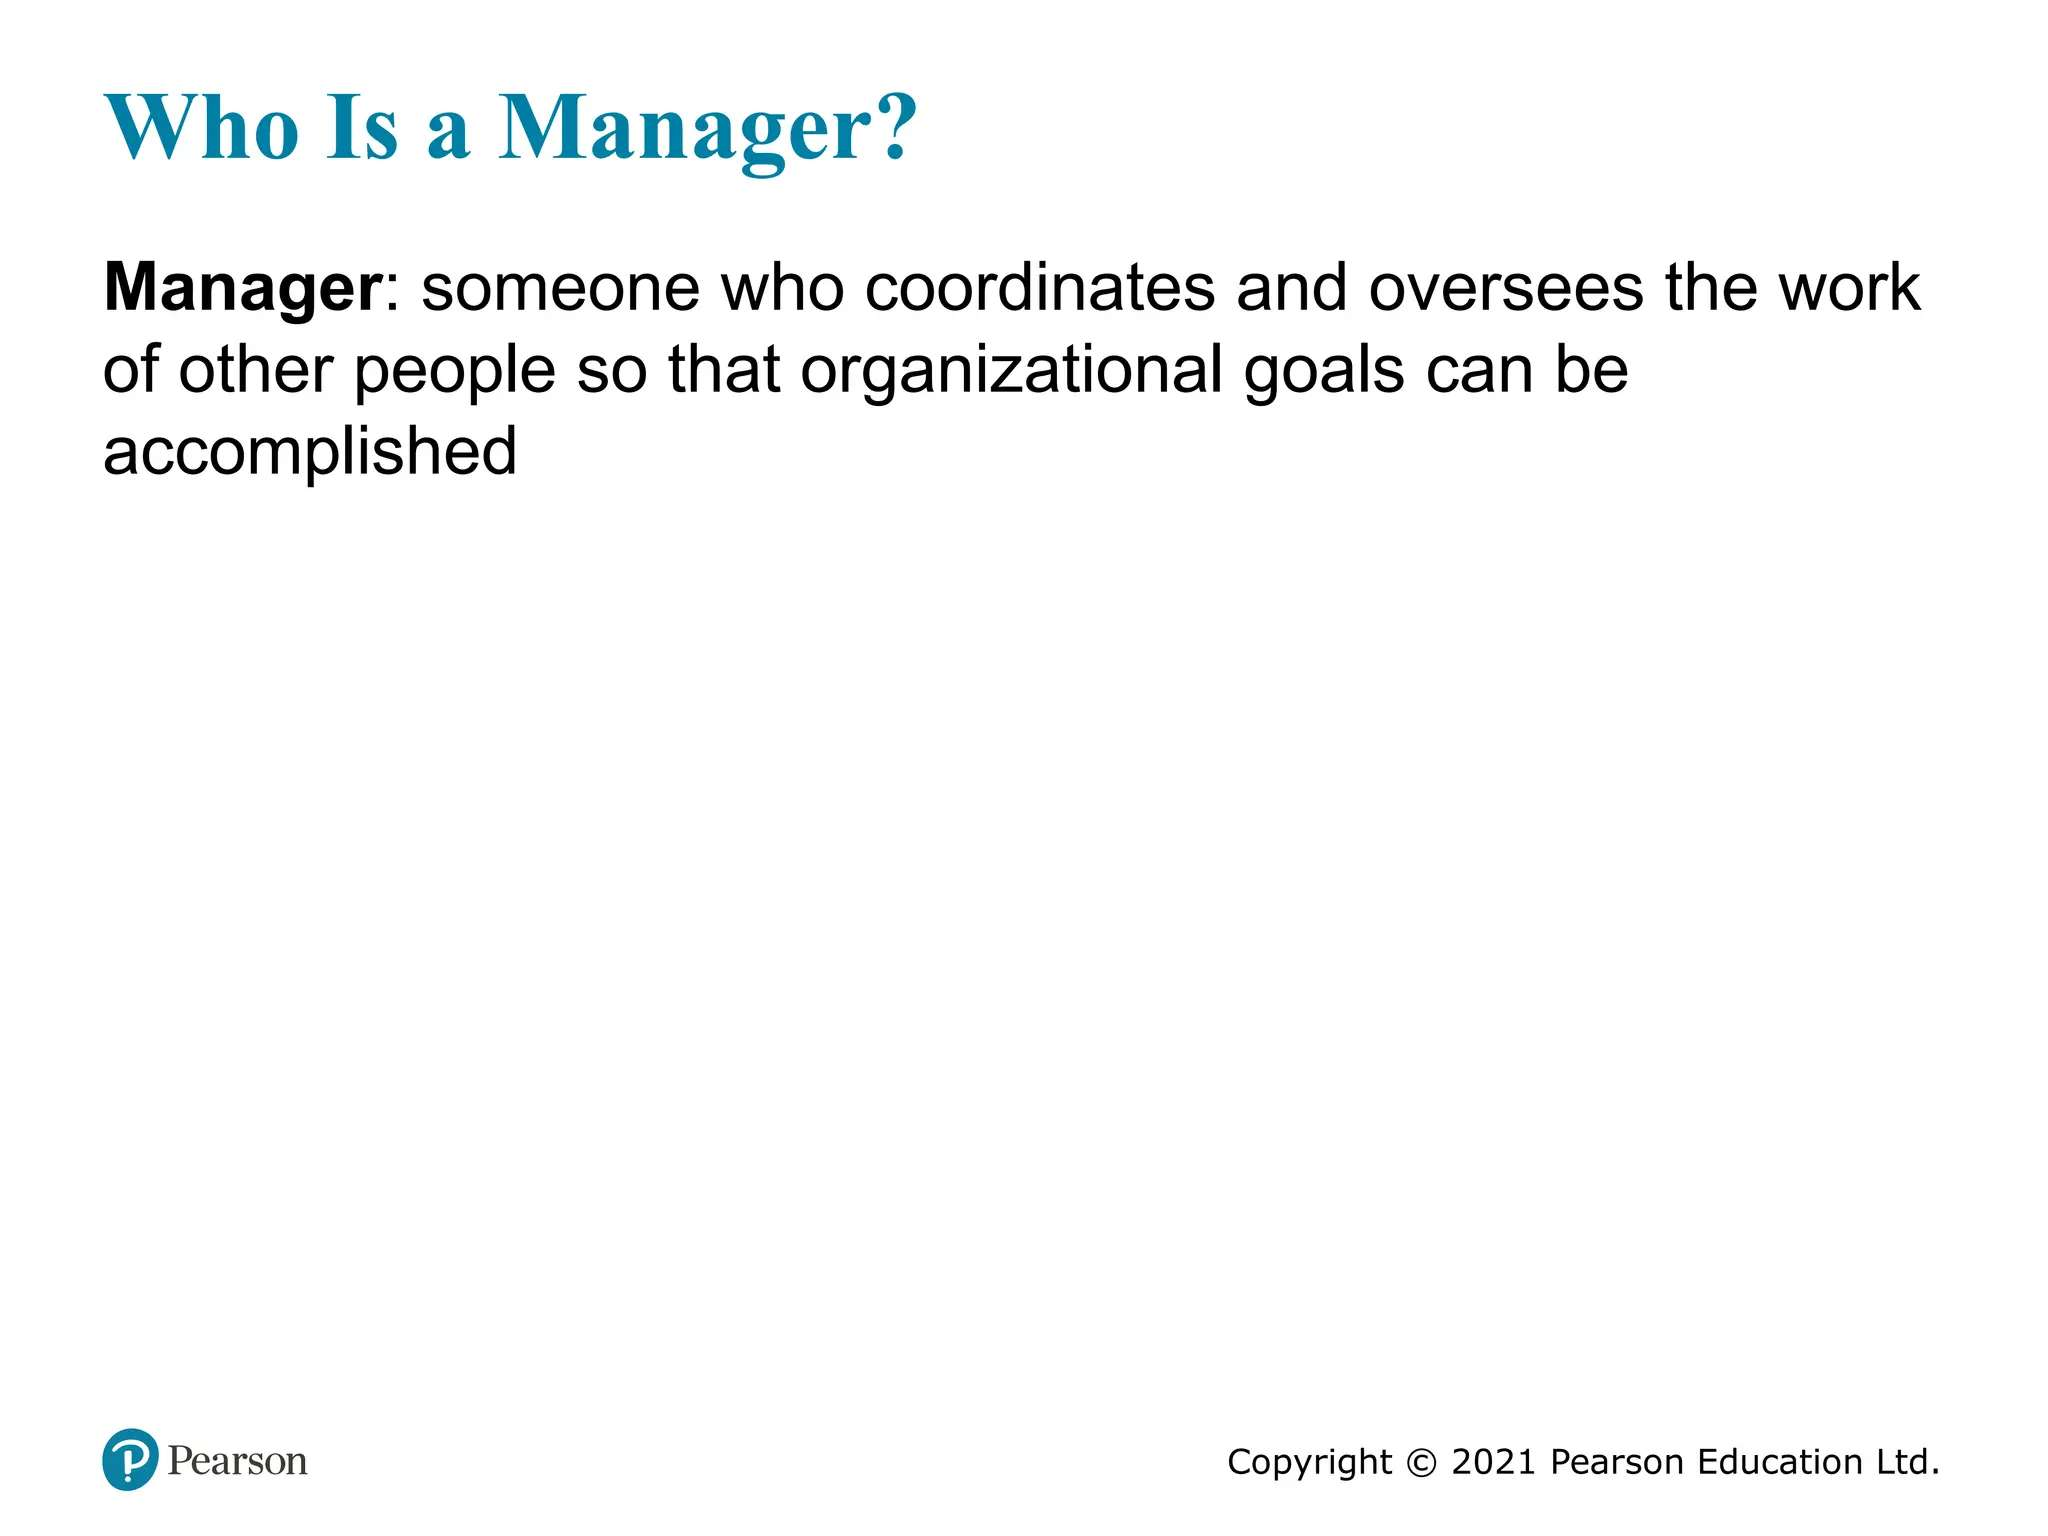 Who Is a Manager?
Manager: someone who coordinates and oversees the work
of other people so that organizational goals can be
accomplished
Pearson
Copyright © 2021 Pearson Education Ltd.